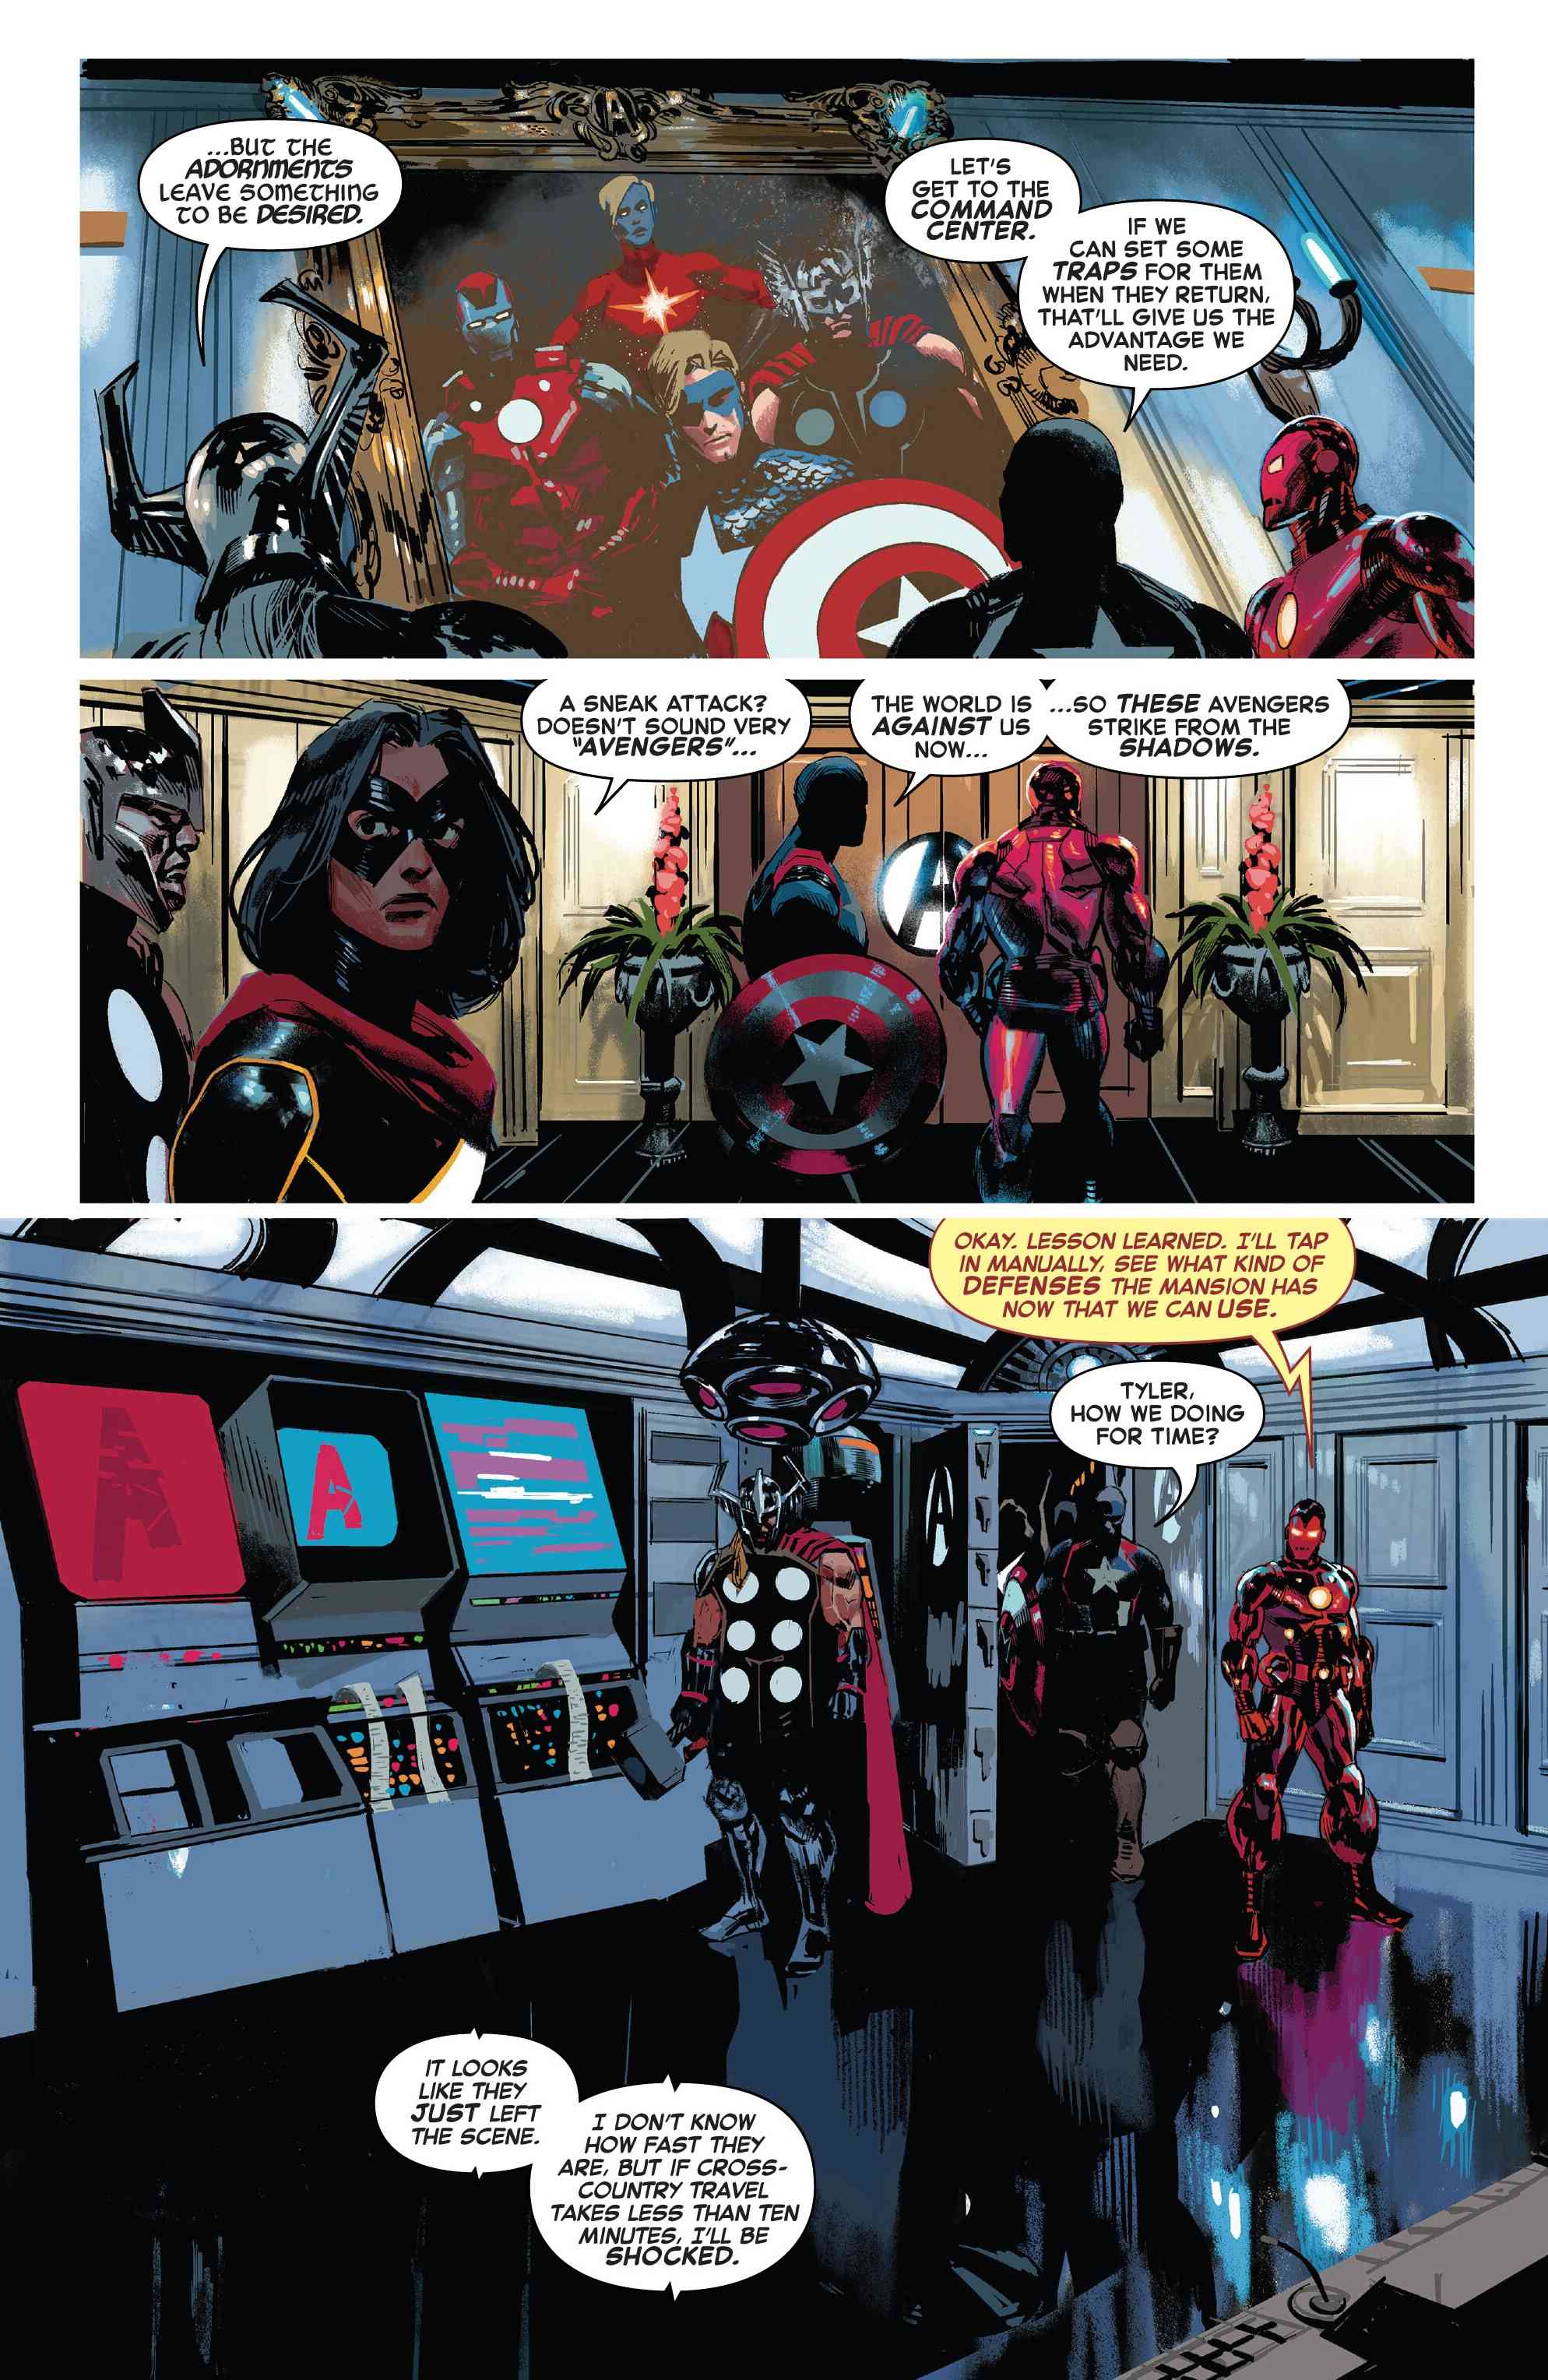 ...BUT THE
ADORNMENTS
LEAVE SOMETHING
TO BE DESIRED.
LET'S
GET TO THE
COMMAND
CENTER.
IF WE
CAN SET SOME
TRAPS FOR THEM
WHEN THEY RETURN,
THAT'LL GIVE US THE
ADVANTAGE WE
NEED.
A SNEAK ATTACK?
DOESN'T SOUND VERY
"AVENGERS"...
THE WORLD IS
AGAINST US
NOW...
...SO THESE AVENGERS
STRIKE FROM THE
SHADOWS.
OKAY. LESSON LEARNED. I'LL TAP
IN MANUALLY, SEE WHAT KIND OF
DEFENSES THE MANSION HAS
NOW THAT WE CAN USE.
TYLER,
HOW WE DOING
FOR TIME?
IT LOOKS
LIKE THEY
JUST LEFT
THE SCENE.
I DON'T KNOW
HOW FAST THEY
ARE, BUT IF CROSS-
COUNTRY TRAVEL
TAKES LESS THAN TEN
MINUTES, I'LL BE
SHOCKED.